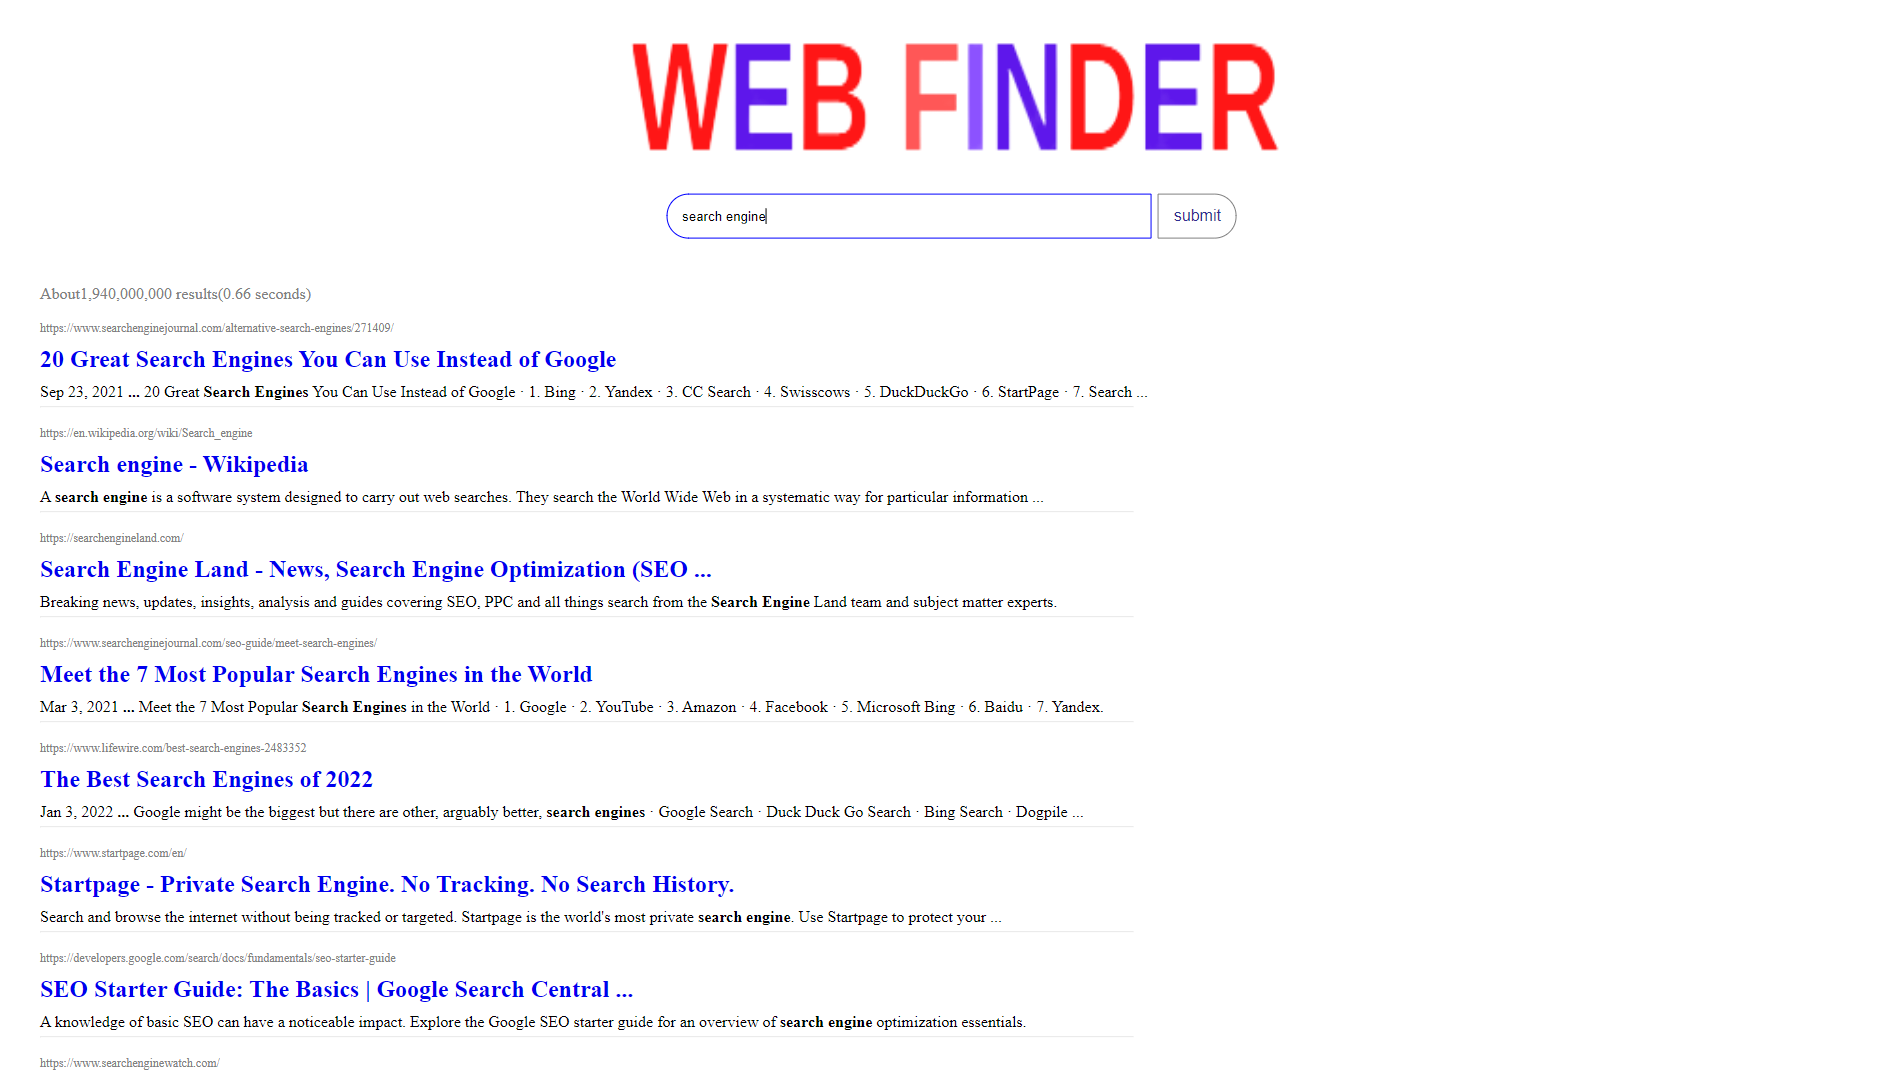 WEB FINDER
search engine
submit
About1,940,000,000 results(0.66 seconds)
https://www.searchenginejournal.com/alternative-search-engines/271409/
20 Great Search Engines You Can Use Instead of Google
Sep 23, 2021 ... 20 Great Search Engines You Can Use Instead of Google · 1. Bing · 2. Yandex · 3. CC Search · 4. Swisscows · 5. DuckDuckGo · 6. StartPage · 7. Search ...
https://en.wikipedia.org/wiki/Search_engine
Search engine - Wikipedia
A search engine is a software system designed to carry out web searches. They search the World Wide Web in a systematic way for particular information ...
https://searchengineland.com/
Search Engine Land - News, Search Engine Optimization (SEO ...
Breaking news, updates, insights, analysis and guides covering SEO, PPC and all things search from the Search Engine Land team and subject matter experts.
https://www.searchenginejournal.com/seo-guide/meet-search-engines/
Meet the 7 Most Popular Search Engines in the World
Mar 3, 2021 ... Meet the 7 Most Popular Search Engines in the World · 1. Google · 2. YouTube · 3. Amazon · 4. Facebook · 5. Microsoft Bing · 6. Baidu · 7. Yandex.
https://www.lifewire.com/best-search-engines-2483352
The Best Search Engines of 2022
Jan 3, 2022 ... Google might be the biggest but there are other, arguably better, search engines · Google Search · Duck Duck Go Search · Bing Search · Dogpile ...
https://www.startpage.com/en/
Startpage - Private Search Engine. No Tracking. No Search History.
Search and browse the internet without being tracked or targeted. Startpage is the world's most private search engine. Use Startpage to protect your ...
https://developers.google.com/search/docs/fundamentals/seo-starter-guide
SEO Starter Guide: The Basics | Google Search Central ...
A knowledge of basic SEO can have a noticeable impact. Explore the Google SEO starter guide for an overview of search engine optimization essentials.
https://www.searchenginewatch.com/